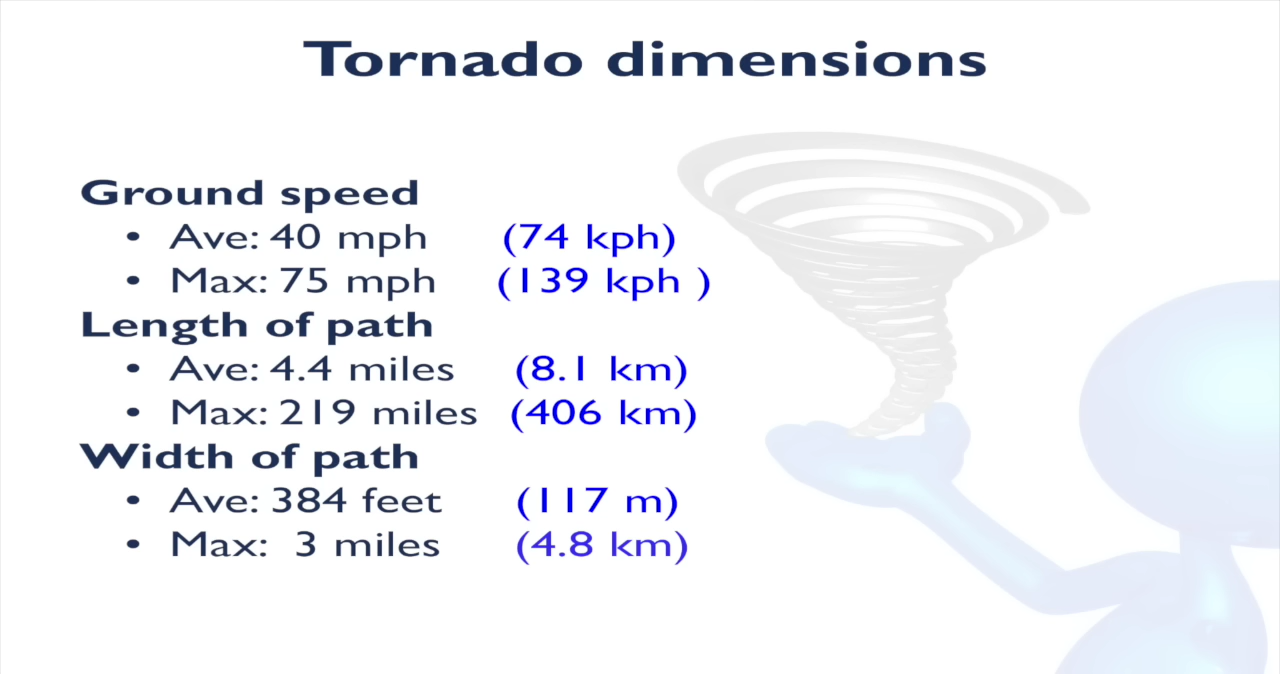 Tornado dimensions
Ground speed
• Ave: 40 mph (74 kph)
• Max: 75 mph (139 kph )
Length of path
• Ave: 4.4 miles (8.1 km)
• Max: 219 miles (406 km)
Width of path
• Ave: 384 feet (117 m)
• Max: 3 miles (4.8 km)